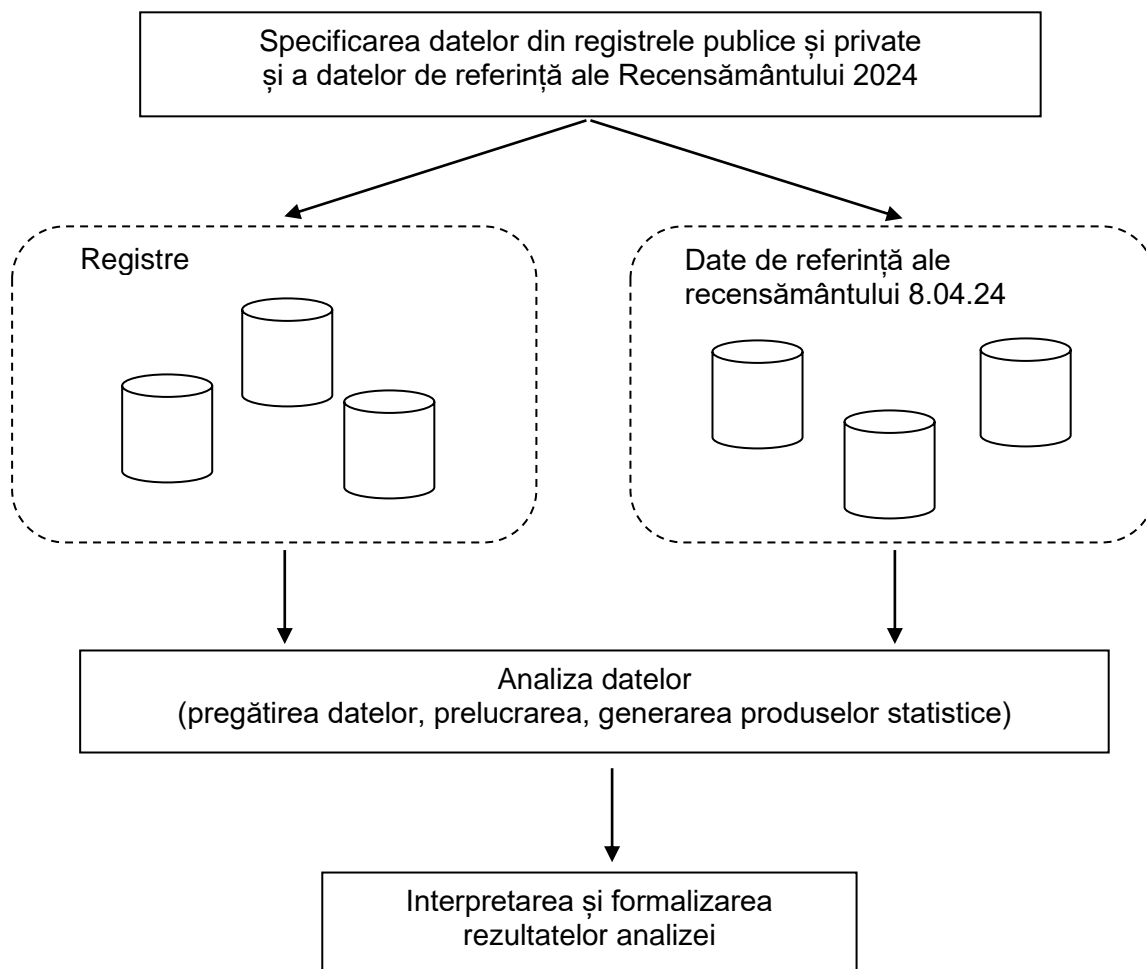 Specificarea datelor din registrele publice și private
și a datelor de referință ale Recensământului 2024
Registre
Date de referință ale
recensământului 8.04.24
Analiza datelor
(pregătirea datelor, prelucrarea, generarea produselor statistice)
Interpretarea și formalizarea
rezultatelor analizei